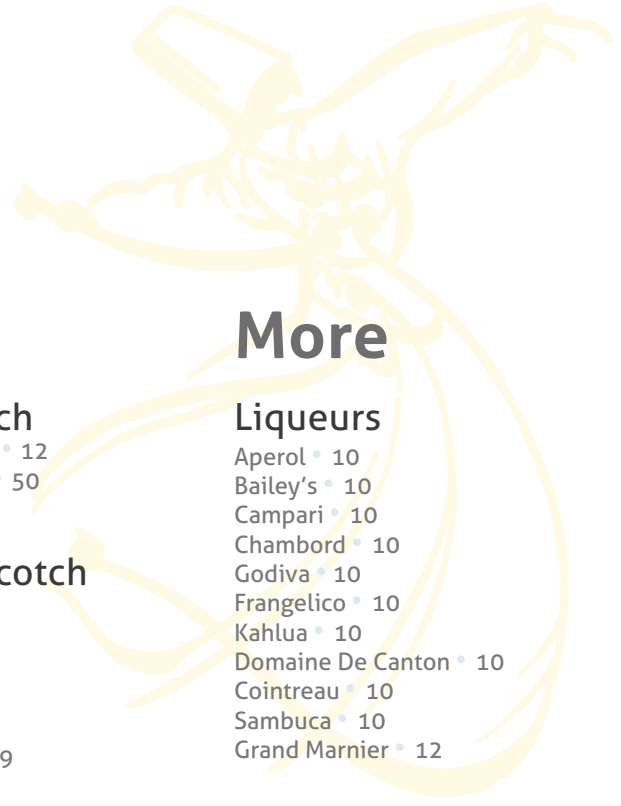 More
ch
• 12
50
cotch
9
Liqueurs
Aperol • 10
Bailey’s • 10
Campari • 10
Chambord • 10
Godiva • 10
Frangelico • 10
Kahlua • 10
Domaine De Canton • 10
Cointreau • 10
Sambuca • 10
Grand Marnier • 12